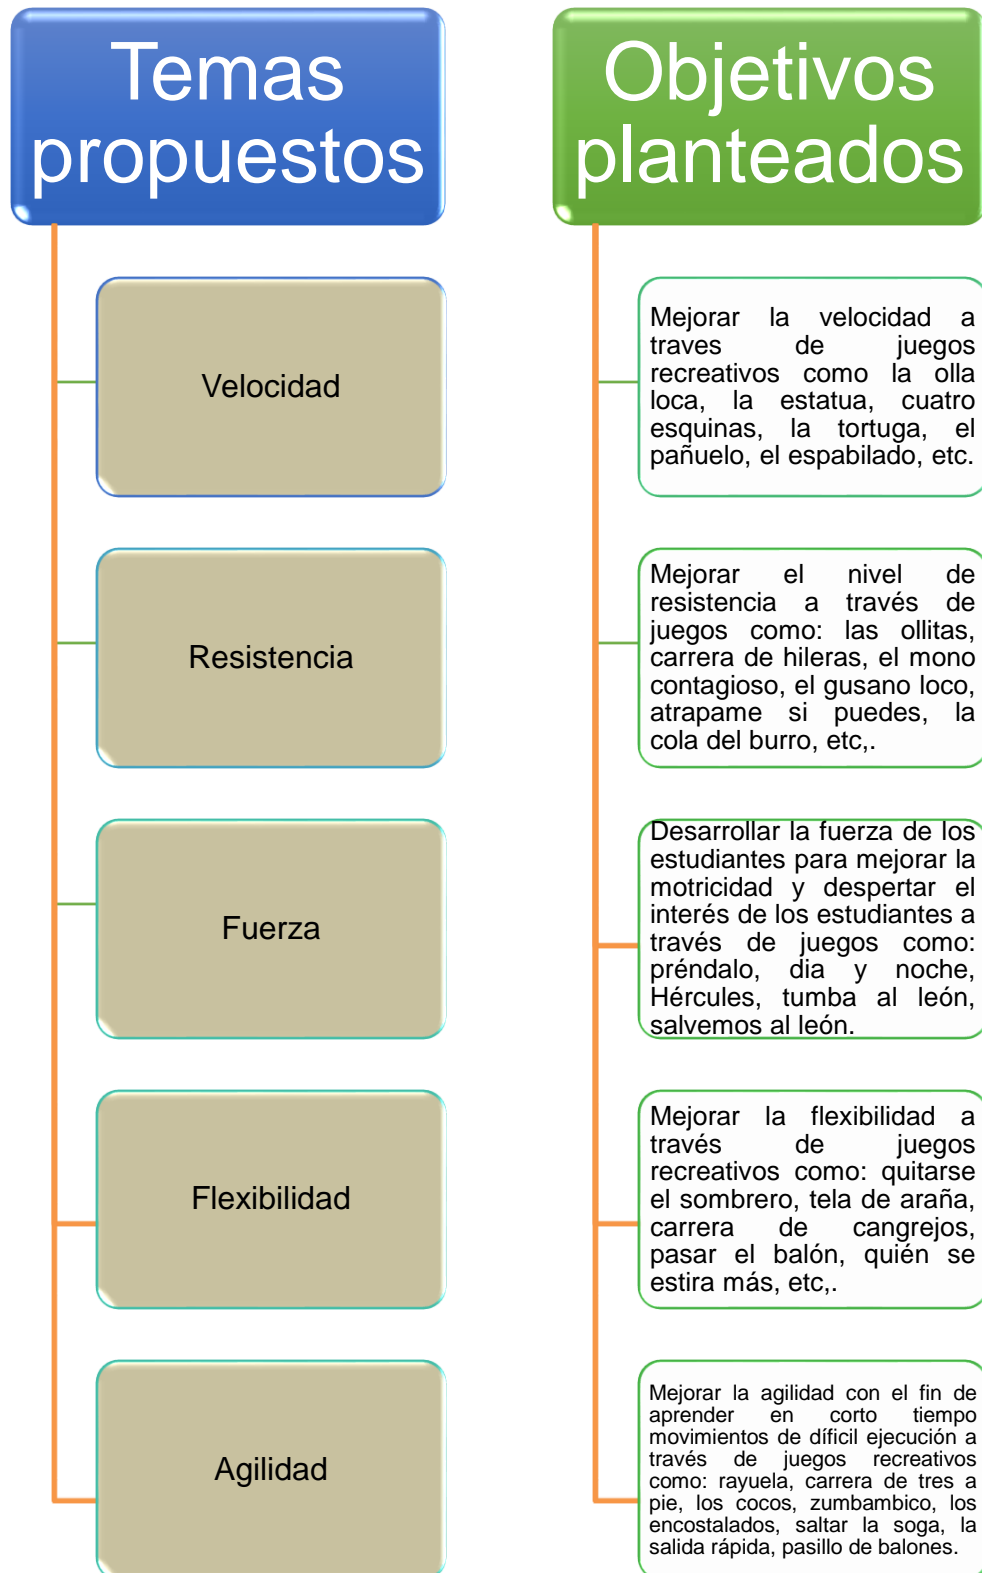 Temas
propuestos
Velocidad
Resistencia
Fuerza
Flexibilidad
Agilidad
Objetivos
planteados
Mejorar la velocidad a
traves de juegos
recreativos como la olla
loca, la estatua, cuatro
esquinas, la tortuga, el
pañuelo, el espabilado, etc.
Mejorar el nivel de
resistencia a través de
juegos como: las ollitas,
carrera de hileras, el mono
contagioso, el gusano loco,
atrapame si puedes, la
cola del burro, etc,.
Desarrollar la fuerza de los
estudiantes para mejorar la
motricidad y despertar el
interés de los estudiantes a
través de juegos como:
préndalo, dia y noche,
Hércules, tumba al león,
salvemos al león.
Mejorar la flexibilidad a
través de juegos
recreativos como: quitarse
el sombrero, tela de araña,
carrera de cangrejos,
pasar el balón, quién se
estira más, etc,.
Mejorar la agilidad con el fin de
aprender en corto tiempo
movimientos de díficil ejecución a
través de juegos recreativos
como: rayuela, carrera de tres a
pie, los cocos, zumbambico, los
encostalados, saltar la soga, la
salida rápida, pasillo de balones.